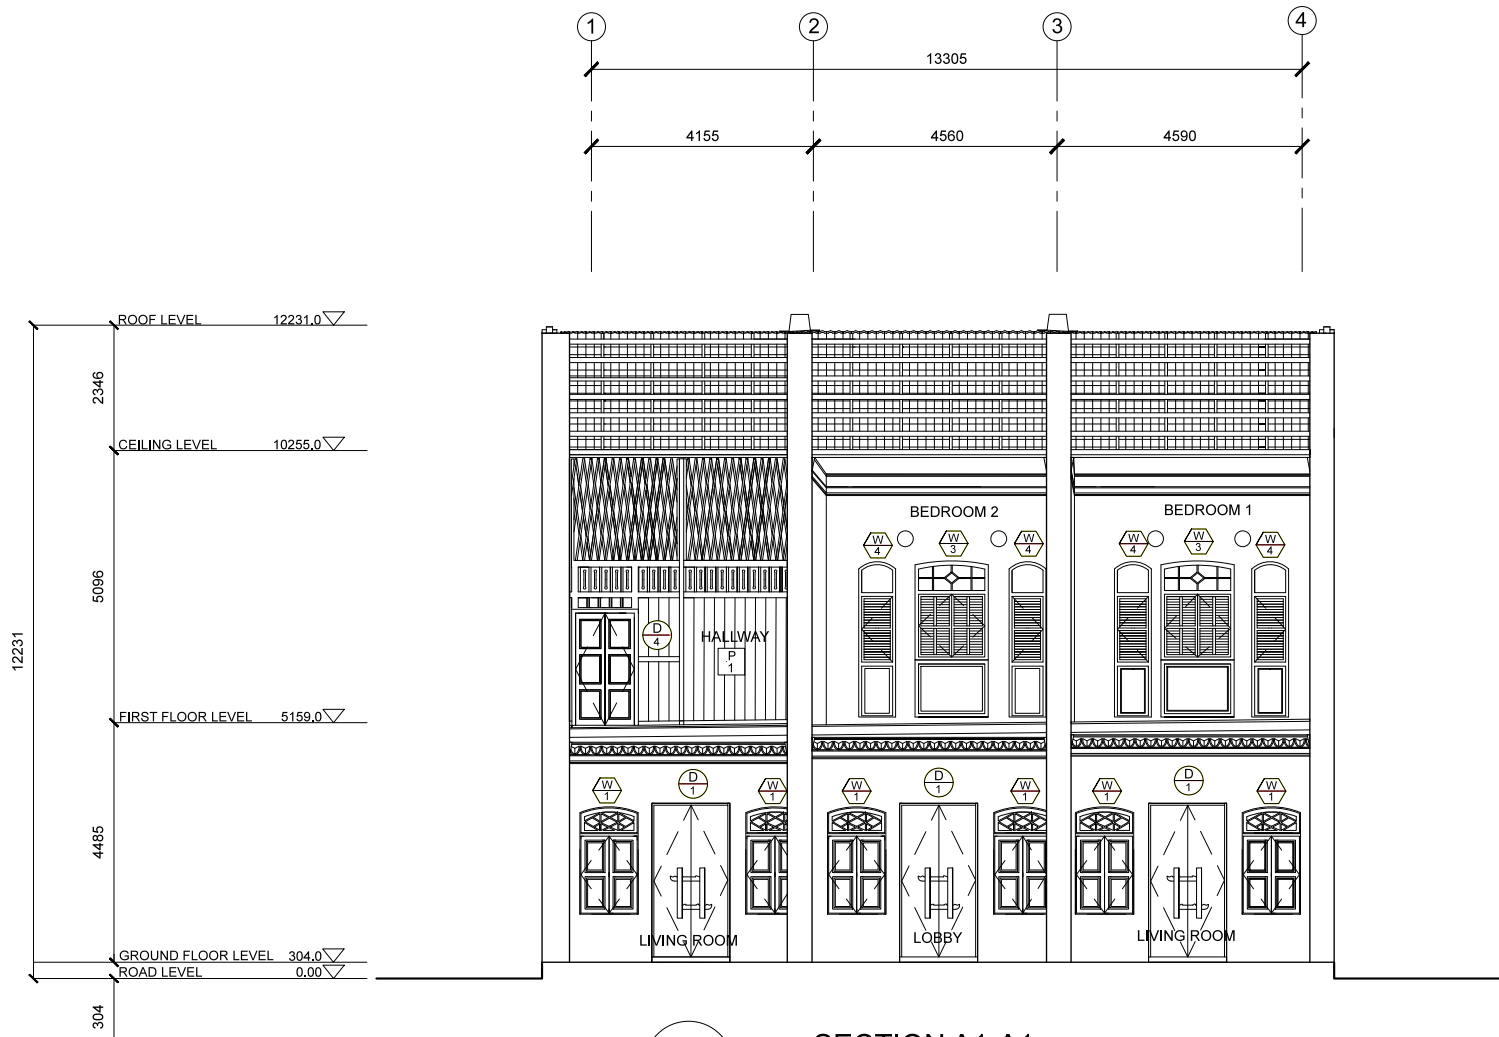 1 2 3 4
13305
4155 4560 4590
ROOF LEVEL 12231.0
2346
CEILING LEVEL 10255.0
5096
12231
FIRST FLOOR LEVEL 5159.0
4485
GROUND FLOOR LEVEL 304.0
ROAD LEVEL 0.00
304
BEDROOM 2 BEDROOM 1
W 4 W 3 W 4 W 4 W 3 W 4
D 4 HALLWAY
P 1
W 1 D 1 W 1 W 1 D 1 W 1 W 1 D 1 W 1
LIVING ROOM LOBBY LIVING ROOM
SECTION A1-A1